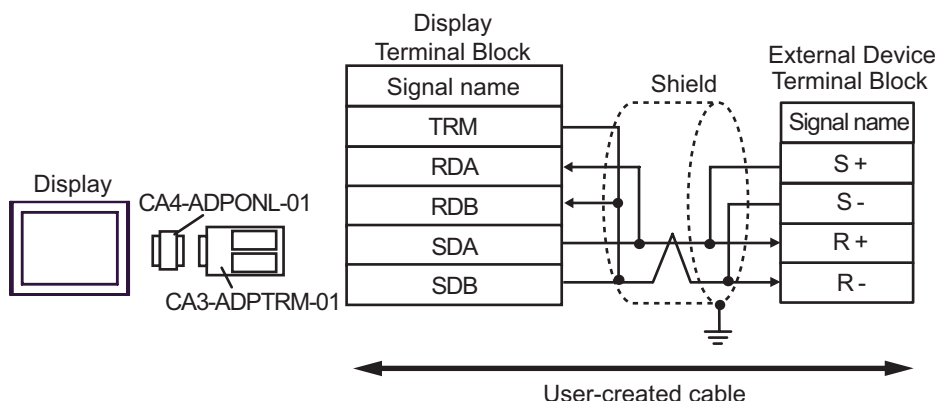 Display
Terminal Block
Signal name
TRM
RDA
RDB
SDA
SDB
Shield
External Device
Terminal Block
Signal name
S +
S -
R +
R -
Display
CA4-ADPONL-01
CA3-ADPTRM-01
User-created cable